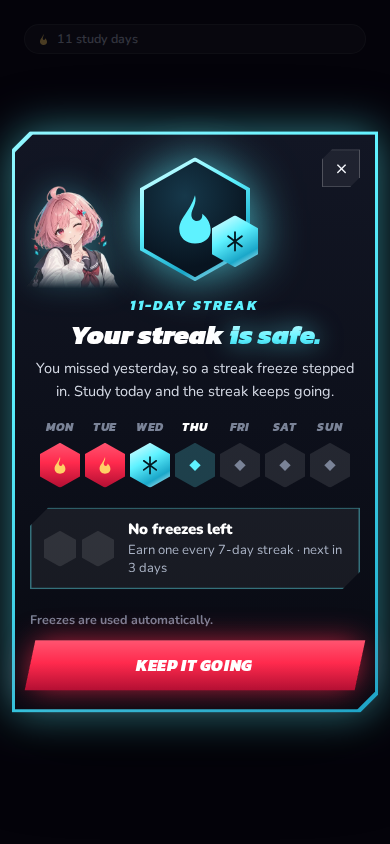 11 study days
11-DAY STREAK
Your streak is safe.
You missed yesterday, so a streak freeze stepped
in. Study today and the streak keeps going.
MON TUE WED THU FRI SAT SUN
No freezes left
Earn one every 7-day streak · next in
3 days
Freezes are used automatically.
KEEP IT GOING